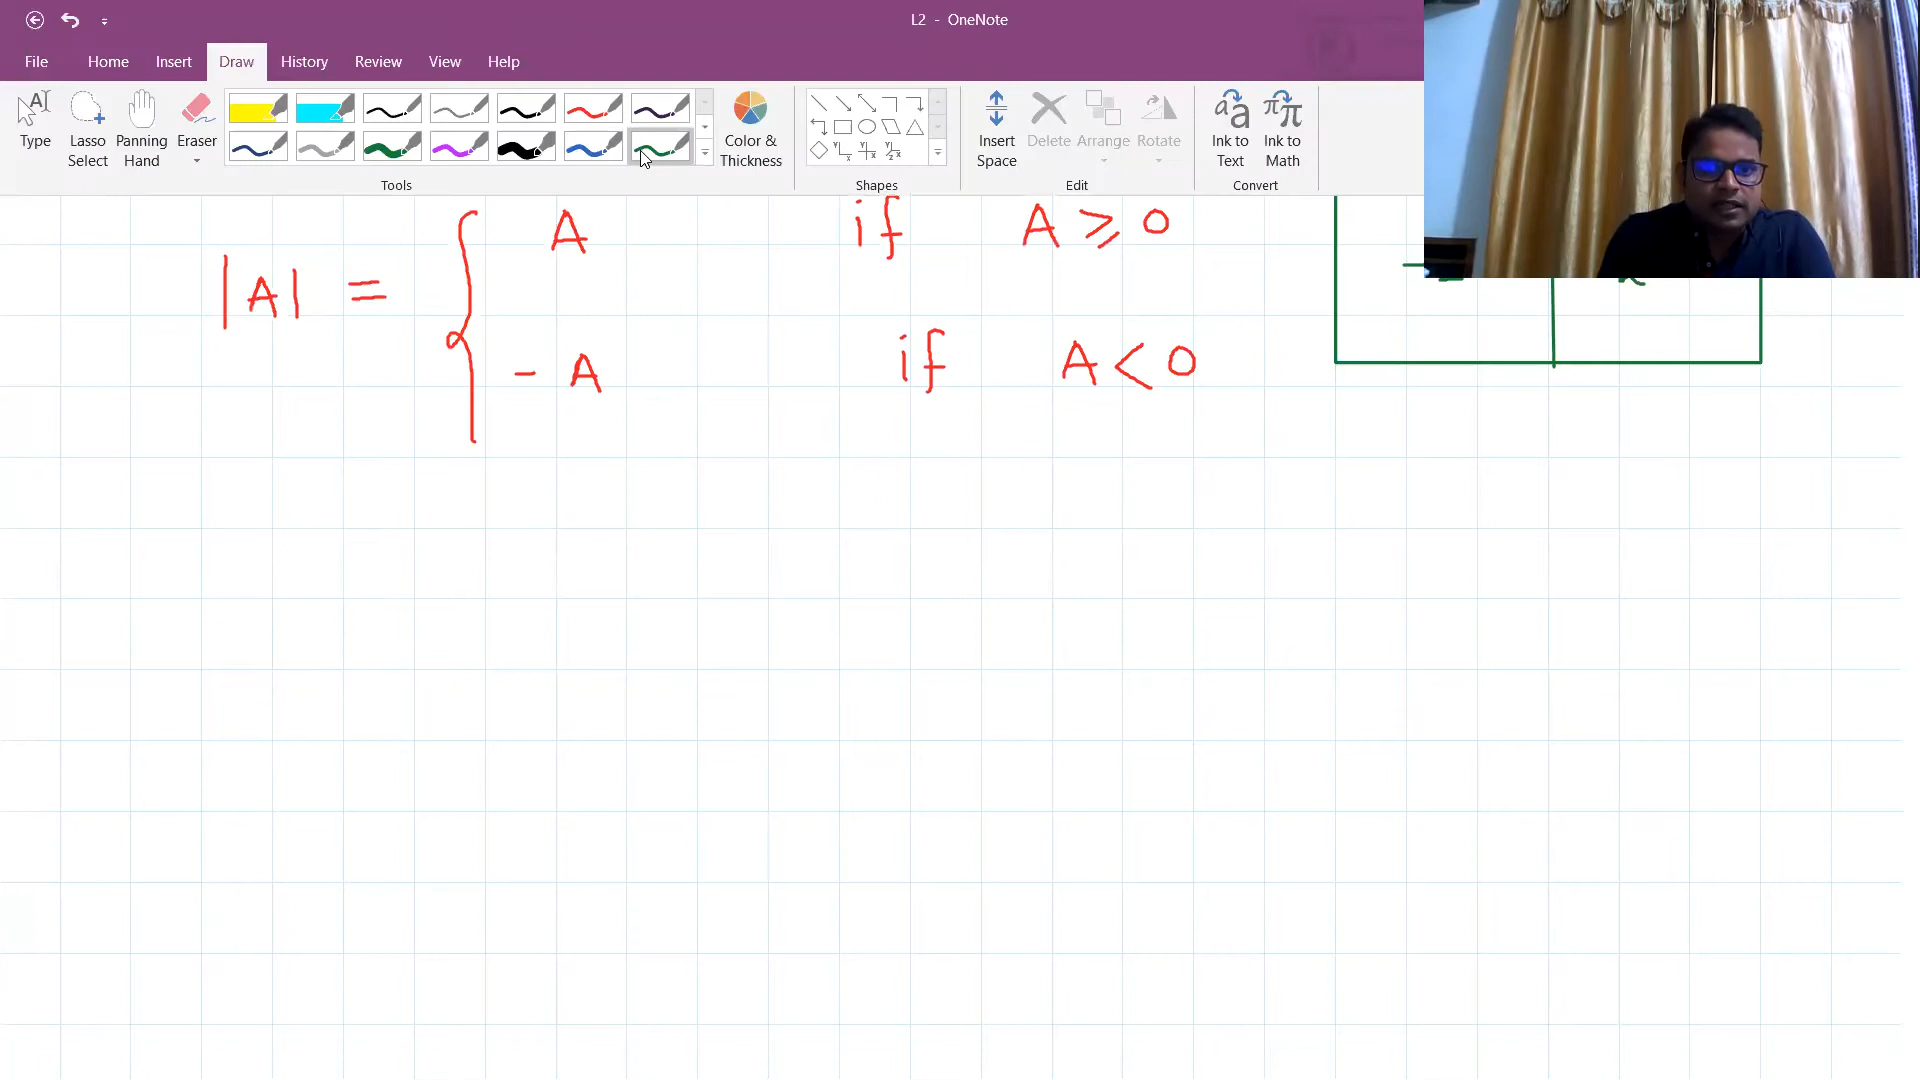 L2 - OneNote
File Home Insert Draw History Review View Help
Type Lasso Select Panning Hand Eraser Color & Thickness Insert Space Delete Arrange Rotate Ink to Text Ink to Math
Tools Shapes Edit Convert
A if A ⩾ 0
|A| =
- A if A < 0